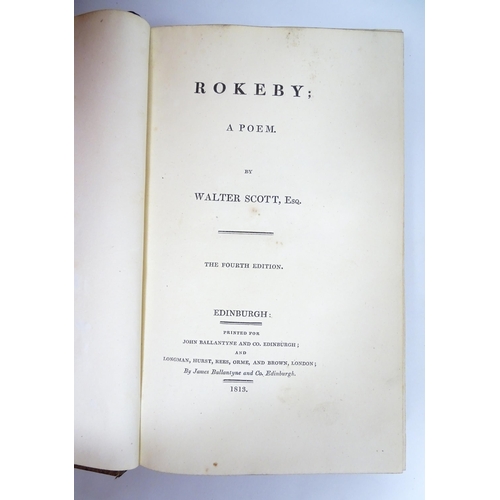 ROKEBY;
A POEM.
BY
WALTER SCOTT, Esq.
THE FOURTH EDITION.
EDINBURGH:
PRINTED FOR
JOHN BALLANTYNE AND CO. EDINBURGH;
AND
LONGMAN, HURST, REES, ORME, AND BROWN, LONDON;
By James Ballantyne and Co. Edinburgh.
1813.